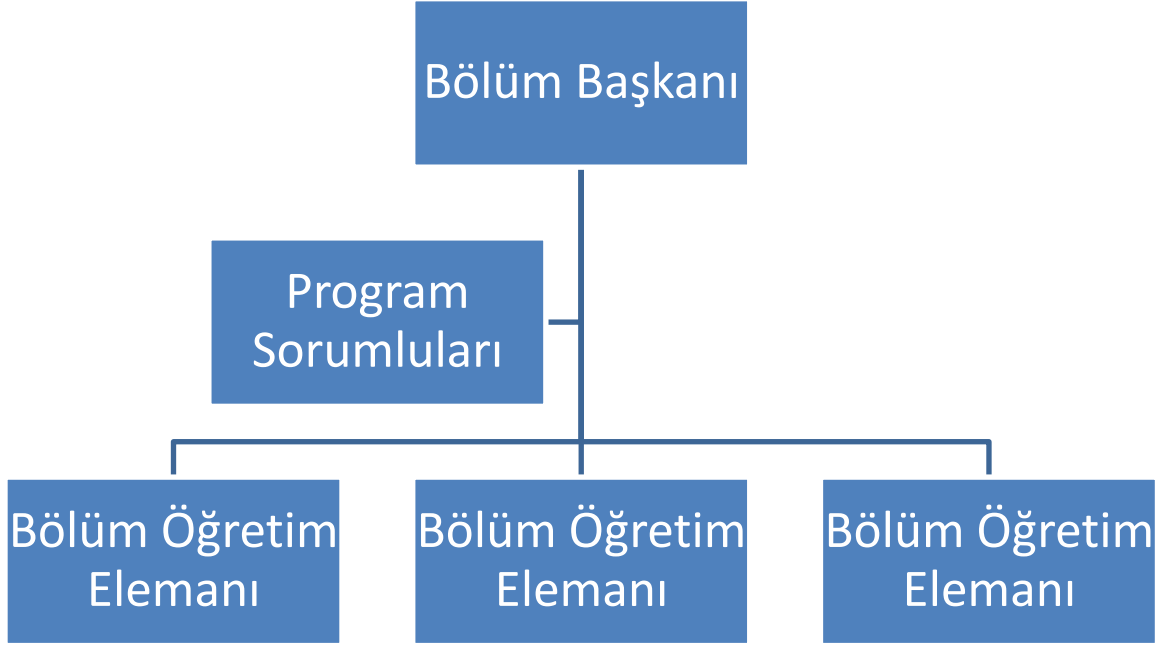 Bölüm Başkanı
Program
Sorumluları
Bölüm Öğretim
Elemanı
Bölüm Öğretim
Elemanı
Bölüm Öğretim
Elemanı